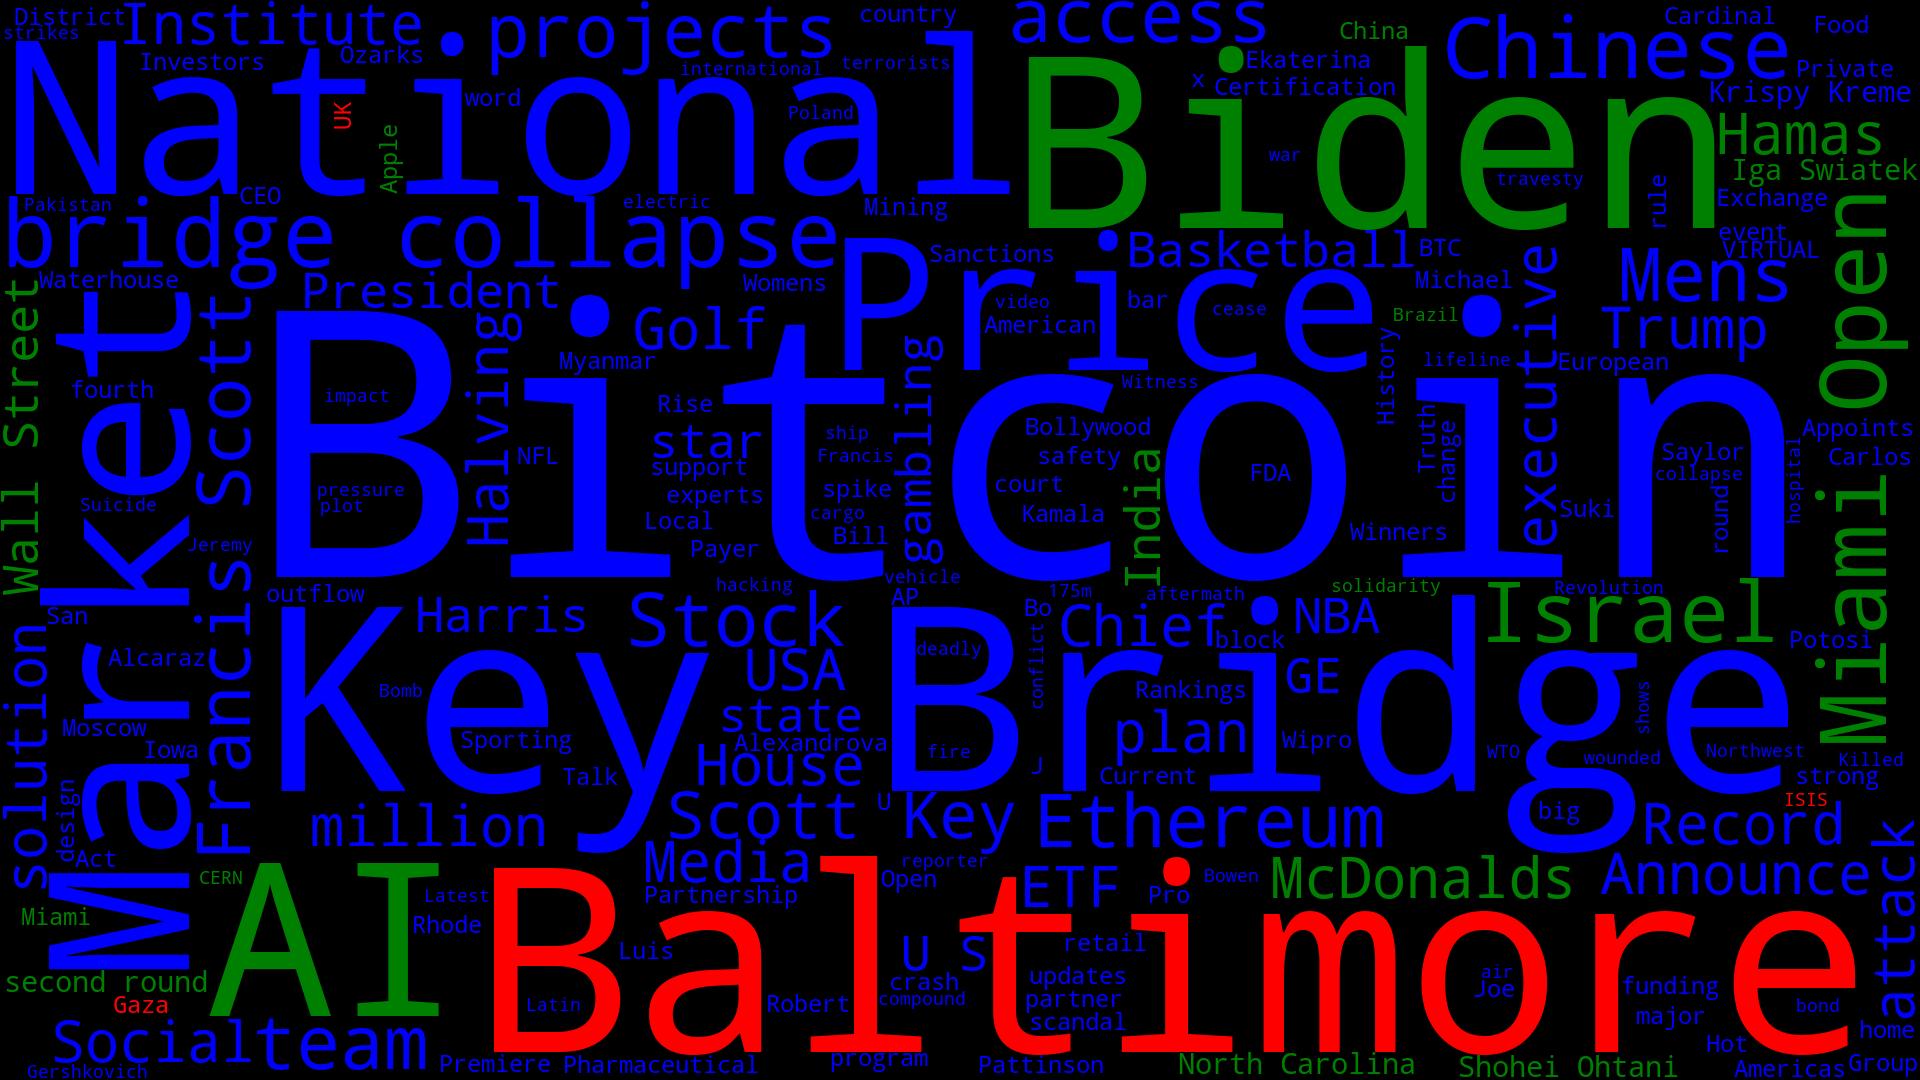 District
Institute
projects
country
access
China
Chinese
Cardinal
Food
strikes
National
Investors
Ozarks
international
terrorists
Biden
x
Ekaterina
Certification
Private
Krispy Kreme
UK
word
Apple
Poland
war
travesty
rule
Hamas
Iga Swiatek
Pakistan
CEO
electric
Mining
Exchange
bridge collapse
event
VIRTUAL
Waterhouse
President
Womens
Price
Sanctions
Basketball
BTC
Michael
Mens
Miami Open
Wall Street
Market
Francis Scott
Halving
Golf
Myanmar
video
American
bar
cease
Brazil
Trump
executive
History
lifeline
European
fourth
Bitcoin
impact
Rise
gambling
Witness
star
ship
Bollywood
Truth
change
Appoints
NFL
support
Francis
safety
India
FDA
Saylor
collapse
Carlos
pressure
plot
experts
spike
court
Suicide
Local
cargo
Kamala
Suki
round
hospital
Jeremy
Payer
Bill
Winners
San
outflow
hacking
vehicle
AP
175m
aftermath
solidarity
Revolution
solution
Harris
Stock
Bo
Chief
block
NBA
Israel
Potosi
Alcaraz
Key Bridge
deadly
conflict
Bomb
USA
Rankings
GE
shows
Moscow
Iowa
Sporting
state
Alexandrova
fire
plan
Wipro
WTO
wounded
Northwest
Killed
Talk
House
J
Current
strong
design
million
Scott
U
Key
Ethereum
big
ISIS
Record
attack
Act
CERN
AI
Media
reporter
Open
ETF
Bowen
McDonalds
Announce
Miami
Latest
Partnership
Pro
Rhode
Baltimore
Luis
U S
retail
second round
Gaza
Latin
Robert
crash
compound
updates
partner
scandal
air
Joe
funding
major
bond
home
Social
team
Gershkovich
Premiere
Pharmaceutical
program
Pattinson
North Carolina
Shohei Ohtani
Hot
Americas
Group